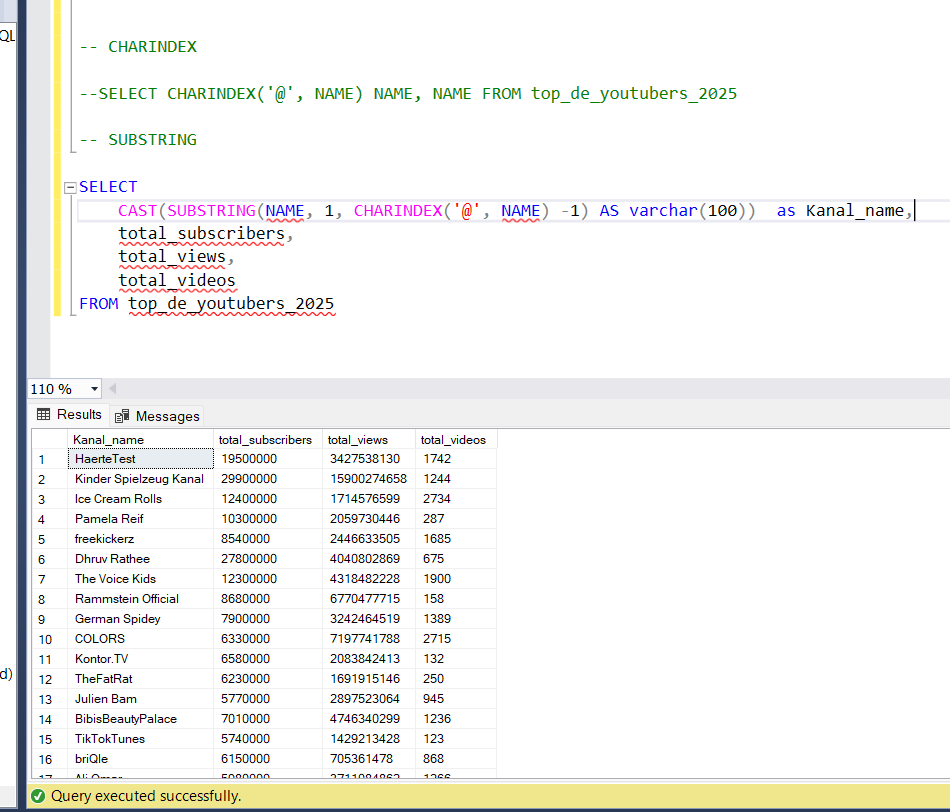 QL
-- CHARINDEX
--SELECT CHARINDEX('@', NAME) NAME, NAME FROM top_de_youtubers_2025
-- SUBSTRING
SELECT
CAST(SUBSTRING(NAME, 1, CHARINDEX('@', NAME) -1) AS varchar(100))  as Kanal_name,
total_subscribers,
total_views,
total_videos
FROM top_de_youtubers_2025
110 %
Results Messages
Kanal_name total_subscribers total_views total_videos
1 HaerteTest 19500000 3427538130 1742
2 Kinder Spielzeug Kanal 29900000 15900274658 1244
3 Ice Cream Rolls 12400000 1714576599 2734
4 Pamela Reif 10300000 2059730446 287
5 freekickerz 8540000 2446633505 1685
6 Dhruv Rathee 27800000 4040802869 675
7 The Voice Kids 12300000 4318482228 1900
8 Rammstein Official 8680000 6770477715 158
9 German Spidey 7900000 3242464519 1389
10 COLORS 6330000 7197741788 2715
11 Kontor.TV 6580000 2083842413 132
d)
12 TheFatRat 6230000 1691915146 250
13 Julien Bam 5770000 2897523064 945
14 BibisBeautyPalace 7010000 4746340299 1236
15 TikTokTunes 5740000 1429213428 123
16 briQle 6150000 705361478 868
17
Query executed successfully.